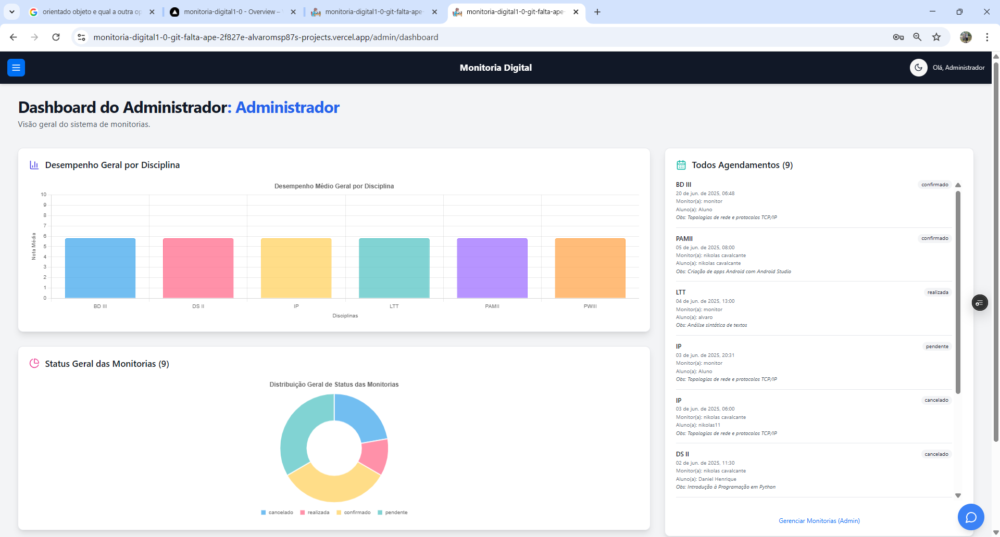 orientado objeto e qual a outra op
monitoria-digital1-0 - Overview –
monitoria-digital1-0-git-falta-ape-
monitoria-digital1-0-git-falta-ape-
monitoria-digital1-0-git-falta-ape-2f827e-alvaromsp87s-projects.vercel.app/admin/dashboard
Monitoria Digital
Olá, Administrador
Dashboard do Administrador: Administrador
Visão geral do sistema de monitorias.
Desempenho Geral por Disciplina
Desempenho Médio Geral por Disciplina
Nota Média
10
9
8
7
6
5
4
3
2
1
0
BD III
DS II
IP
LTT
PAMII
PWIII
Disciplinas
Status Geral das Monitorias (9)
Distribuição Geral de Status das Monitorias
cancelado
realizada
confirmado
pendente
Todos Agendamentos (9)
BD III
confirmado
20 de jun. de 2025, 06:48
Monitor(a): monitor
Aluno(a): Aluno
Obs: Topologias de rede e protocolos TCP/IP
PAMII
confirmado
05 de jun. de 2025, 08:00
Monitor(a): nikolas cavalcante
Aluno(a): nikolas cavalcante
Obs: Criação de apps Android com Android Studio
LTT
realizada
04 de jun. de 2025, 13:00
Monitor(a): monitor
Aluno(a): alvaro
Obs: Análise sintática de textos
IP
pendente
03 de jun. de 2025, 20:31
Monitor(a): monitor
Aluno(a): Aluno
Obs: Topologias de rede e protocolos TCP/IP
IP
cancelado
03 de jun. de 2025, 06:00
Monitor(a): nikolas cavalcante
Aluno(a): nikolas11
Obs: Topologias de rede e protocolos TCP/IP
DS II
cancelado
02 de jun. de 2025, 11:30
Monitor(a): nikolas cavalcante
Aluno(a): Daniel Henrique
Obs: Introdução à Programação em Python
Gerenciar Monitorias (Admin)